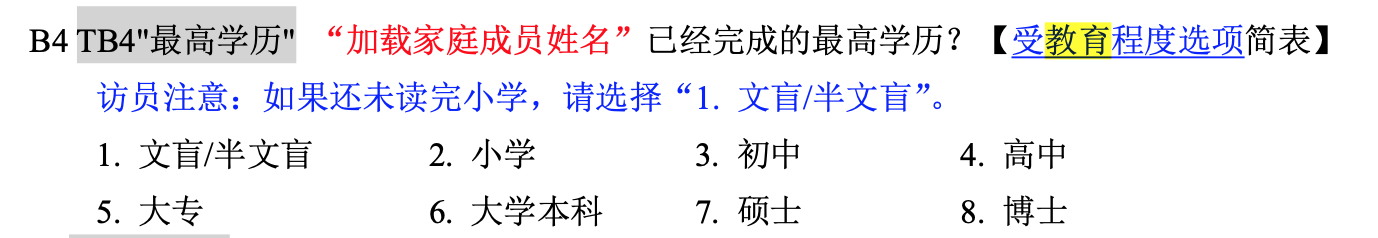 B4 TB4"最高学历" “加载家庭成员姓名”已经完成的最高学历？【受教育程度选项简表】
访员注意：如果还未读完小学，请选择“1. 文盲/半文盲”。
1. 文盲/半文盲 2. 小学 3. 初中 4. 高中
5. 大专 6. 大学本科 7. 硕士 8. 博士